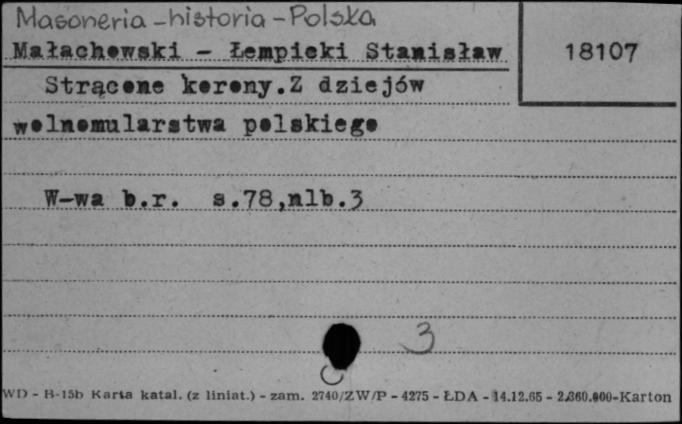 Masoneria - historia - Polska
Małachowski - Łempicki Stanisław
18107
Strącone korony. Z dziejów
wolnomularstwa polskiego
W-wa b.r. s.78,nlb.3
3
WD - B-15b Karta katal. (z liniat.) - zam. 2740/ZW/P - 4275 - ŁDA - 14.12.65 - 2.360.000-Karton